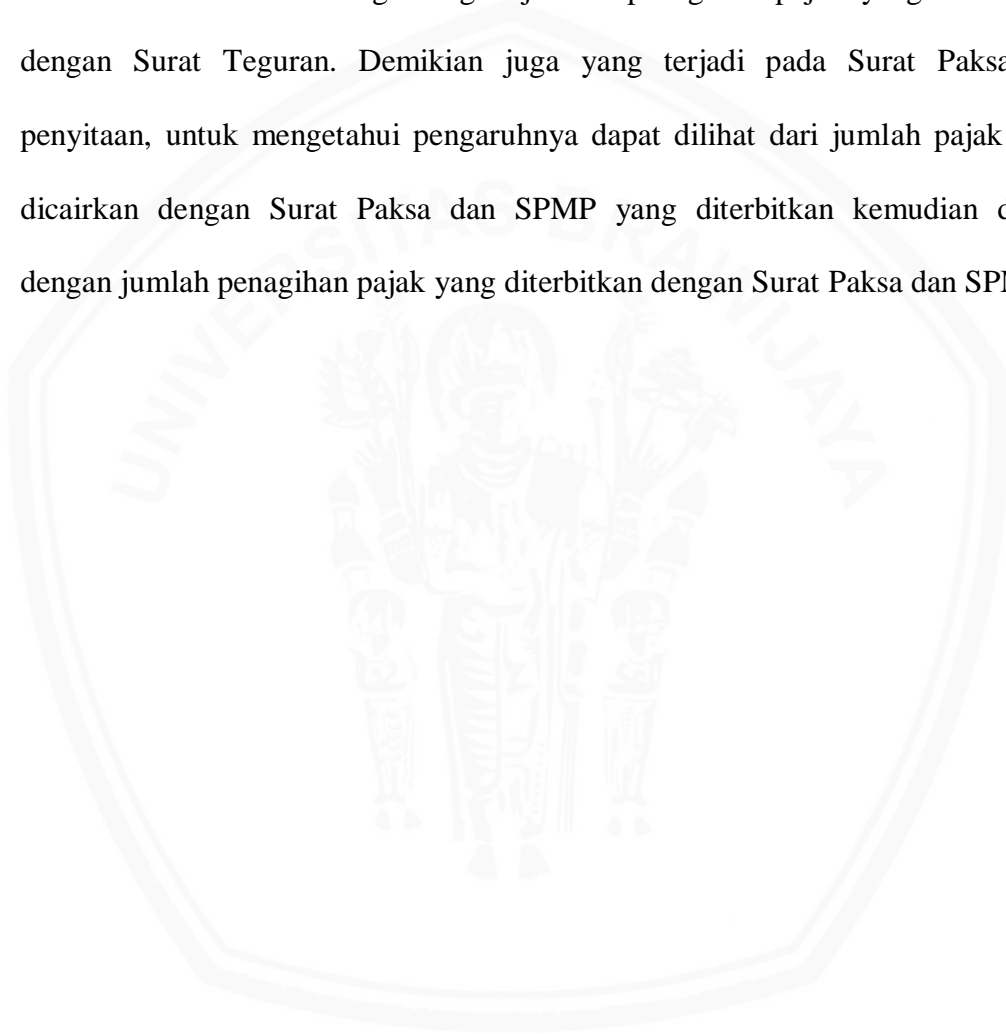 dengan Surat Teguran. Demikian juga yang terjadi pada Surat Paksa
penyitaan, untuk mengetahui pengaruhnya dapat dilihat dari jumlah pajak
dicairkan dengan Surat Paksa dan SPMP yang diterbitkan kemudian
dengan jumlah penagihan pajak yang diterbitkan dengan Surat Paksa dan
UNIVERSITAS BRAWIJAYA